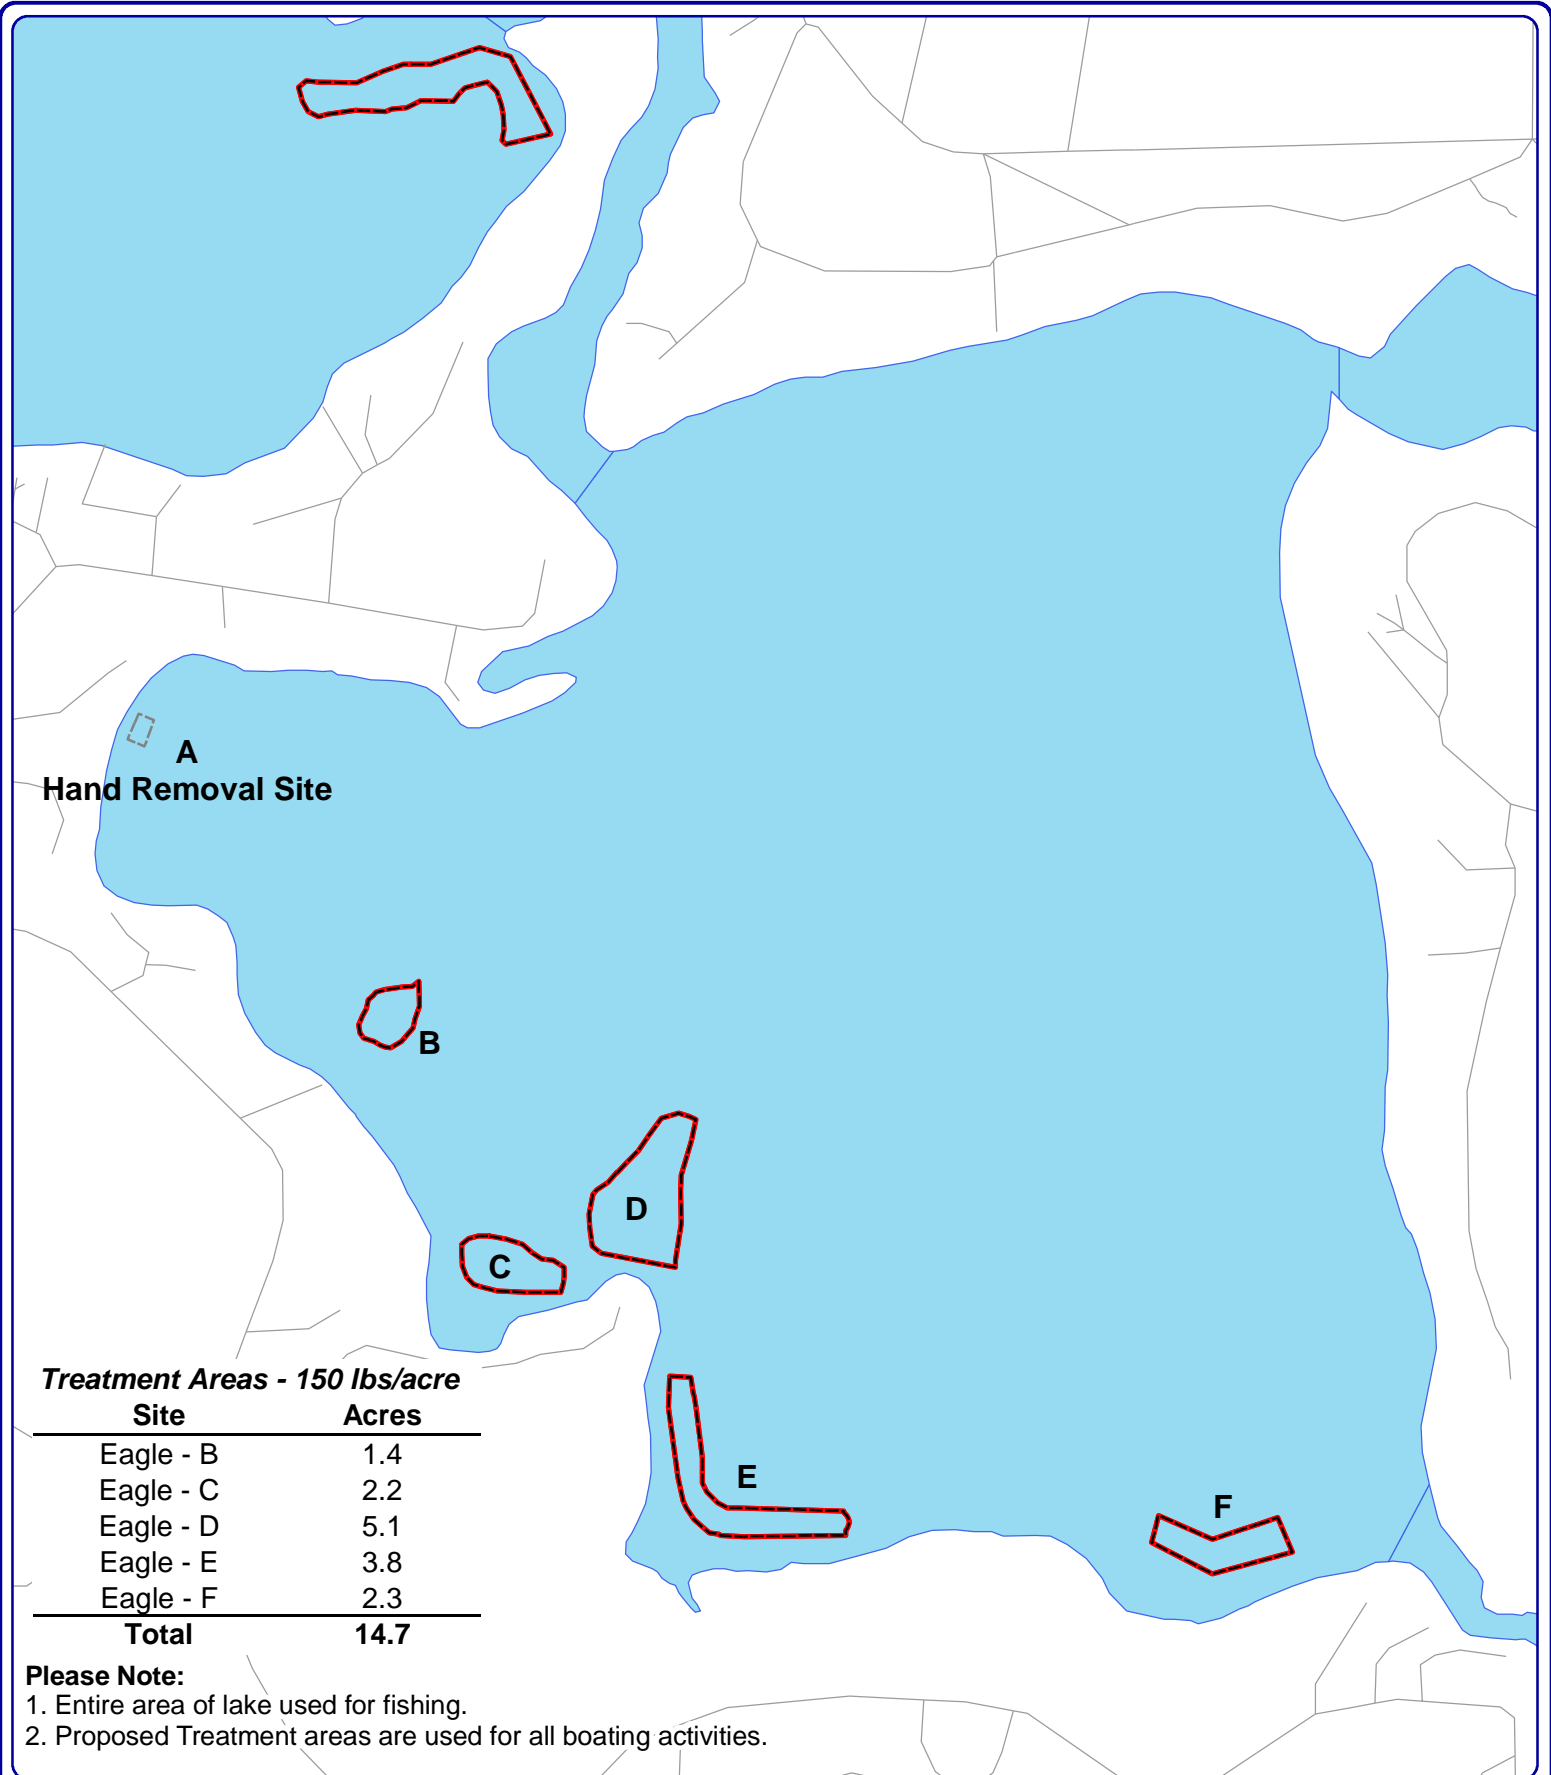 A
Hand Removal Site
B
D
C
E
F
Treatment Areas - 150 lbs/acre
Site Acres
Eagle - B 1.4
Eagle - C 2.2
Eagle - D 5.1
Eagle - E 3.8
Eagle - F 2.3
Total 14.7
Please Note:
1. Entire area of lake used for fishing.
2. Proposed Treatment areas are used for all boating activities.